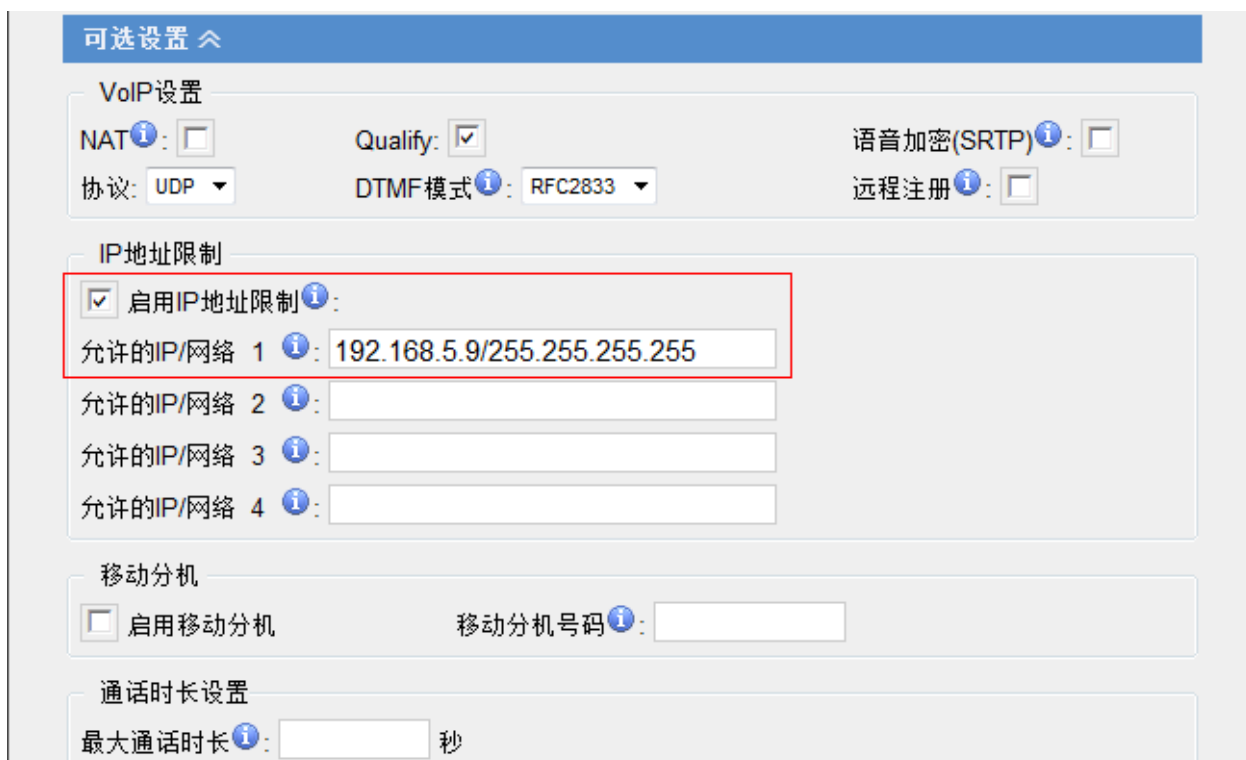 可选设置
VoIP设置
NAT: Qualify: 语音加密(SRTP):
协议: UDP DTMF模式: RFC2833 远程注册:
IP地址限制
启用IP地址限制:
允许的IP/网络 1 : 192.168.5.9/255.255.255.255
允许的IP/网络 2 :
允许的IP/网络 3 :
允许的IP/网络 4 :
移动分机
启用移动分机 移动分机号码:
通话时长设置
最大通话时长: 秒